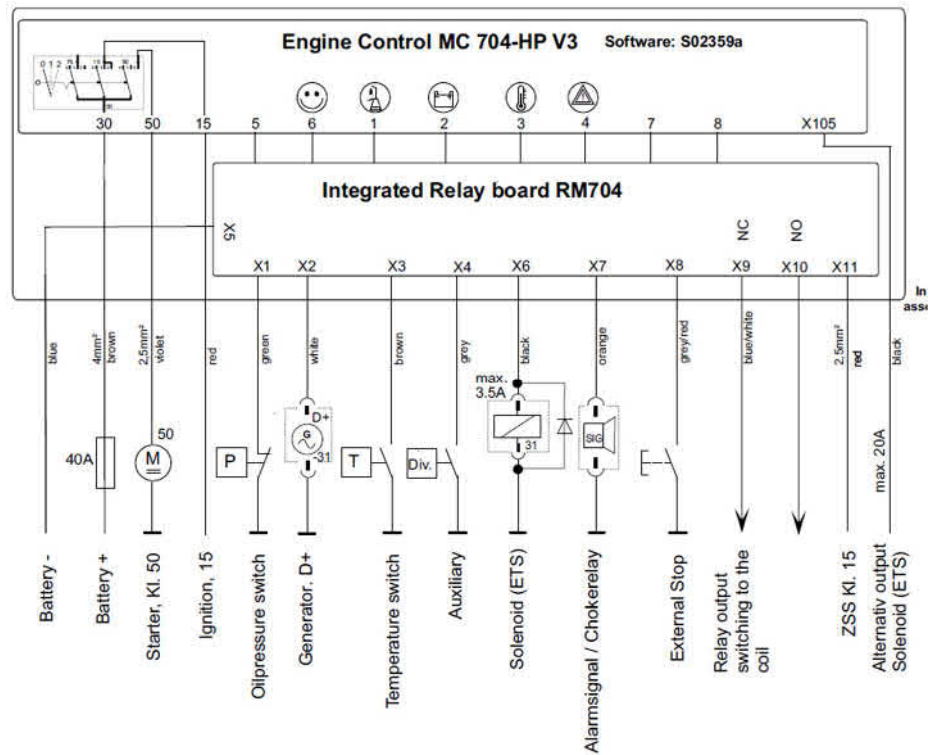 Engine Control MC 704-HP V3 Software: S02359a
0 1 2
30 50 15 5 6 1 2 3 4 7 8 X105
Integrated Relay board RM704
X5 NC NO
X1 X2 X3 X4 X6 X7 X8 X9 X10 X11
In
asse
blue
4mm²
brown
2,5mm²
violet
red
green
white
brown
grey
black
orange
grey/red
blue/white
2.5mm²
red
black
max.
3.5A
D+
G
-31
31
SIG
50
40A
M
P
T
Div.
max. 20A
Battery -
Battery +
Starter, Kl. 50
Ignition, 15
Oilpressure switch
Generator. D+
Temperature switch
Auxiliary
Solenoid (ETS)
Alarmsignal / Chokerelay
External Stop
Relay output
switching to the
coil
ZSS Kl. 15
Alternativ output
Solenoid (ETS)